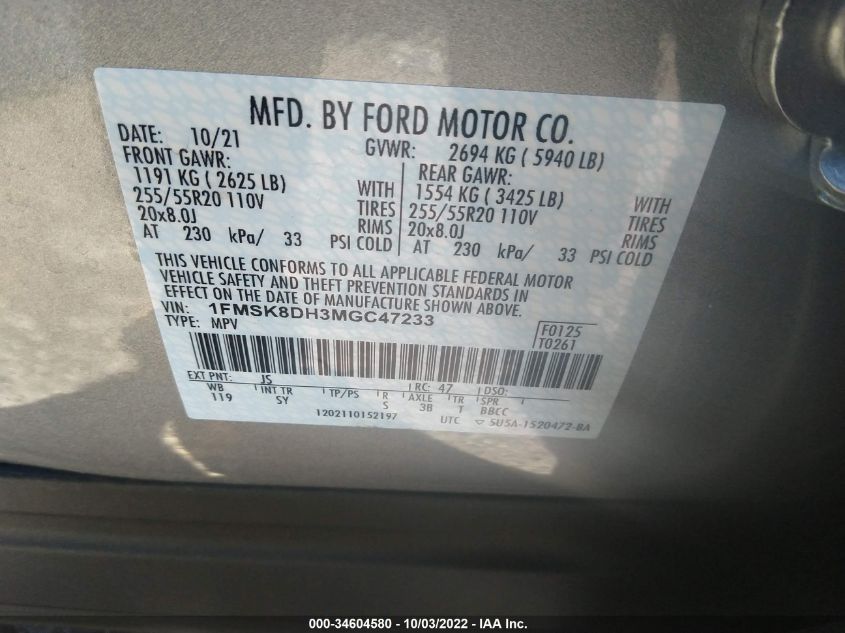 MFD. BY FORD MOTOR CO.
DATE: 10/21 GVWR: 2694 KG ( 5940 LB)
FRONT GAWR: REAR GAWR:
1191 KG ( 2625 LB) WITH 1554 KG ( 3425 LB) WITH
255/55R20 110V TIRES 255/55R20 110V TIRES
20x8.0J RIMS 20x8.0J RIMS
AT 230 kPa/ 33 PSI COLD AT 230 kPa/ 33 PSI COLD
THIS VEHICLE CONFORMS TO ALL APPLICABLE FEDERAL MOTOR
VEHICLE SAFETY AND THEFT PREVENTION STANDARDS IN
EFFECT ON THE DATE OF MANUFACTURE SHOWN ABOVE.
VIN: 1FMSK8DH3MGC47233
TYPE: MPV
F0125
T0261
EXT PNT: JS RC: 47 DSO:
WB INT TR TP/PS R AXLE TR SPR
119 SY S 3B T BBCC
1202110152197 UTC ▽ 5U5A-1520472-BA
000-34604580 - 10/03/2022 - IAA Inc.